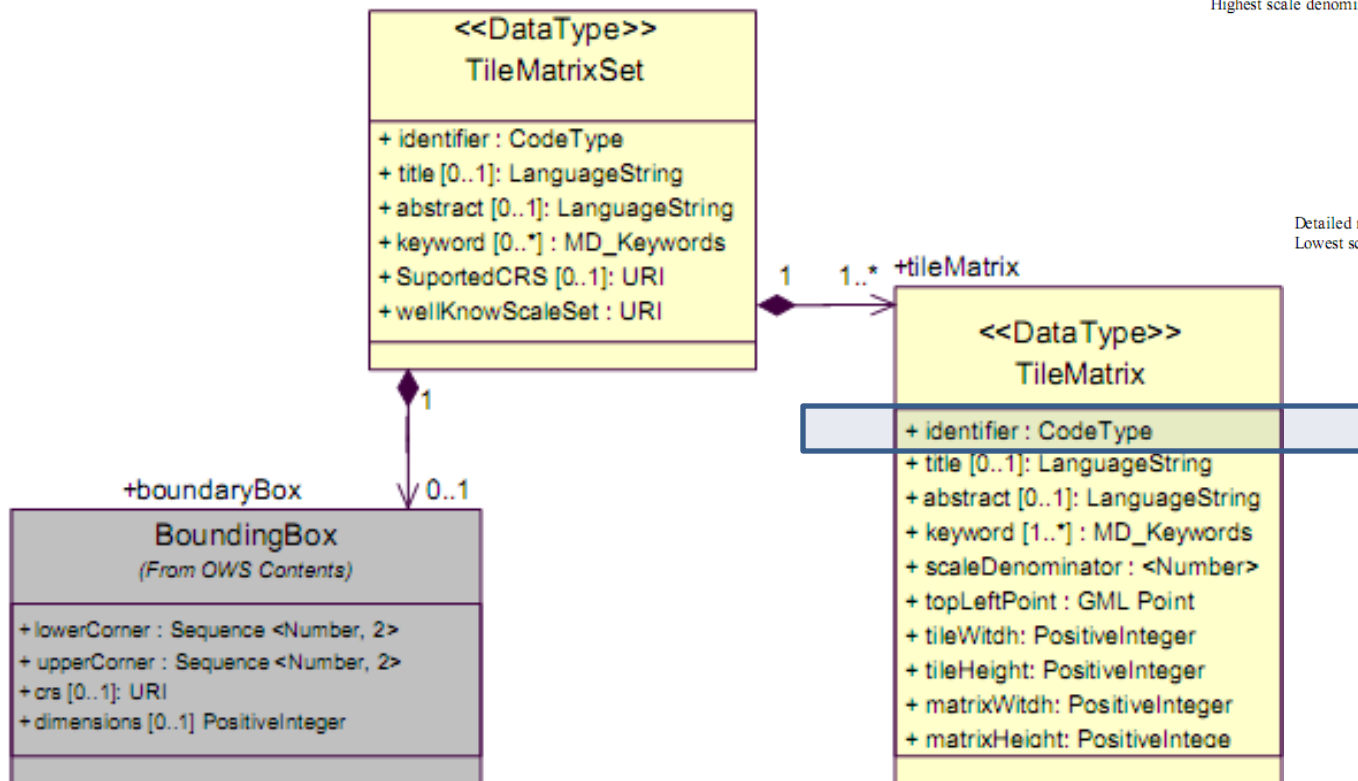 Highest scale denomi
<<DataType>>
TileMatrixSet
+ identifier : CodeType
+ title [0..1]: LanguageString
+ abstract [0..1]: LanguageString
+ keyword [0..*] : MD_Keywords
+ SuportedCRS [0..1]: URI
+ wellKnowScaleSet : URI
1
1..*
+tileMatrix
Detailed
Lowest sc
<<DataType>>
TileMatrix
+ identifier : CodeType
+ title [0..1]: LanguageString
+ abstract [0..1]: LanguageString
+ keyword [1..*] : MD_Keywords
+ scaleDenominator : <Number>
+ topLeftPoint : GML Point
+ tileWitdh: PositiveInteger
+ tileHeight: PositiveInteger
+ matrixWitdh: PositiveInteger
+ matrixHeight: PositiveIntege
1
+boundaryBox
0..1
BoundingBox
(From OWS Contents)
+ lowerCorner : Sequence <Number, 2>
+ upperCorner : Sequence <Number, 2>
+ crs [0..1]: URI
+ dimensions [0..1] PositiveInteger